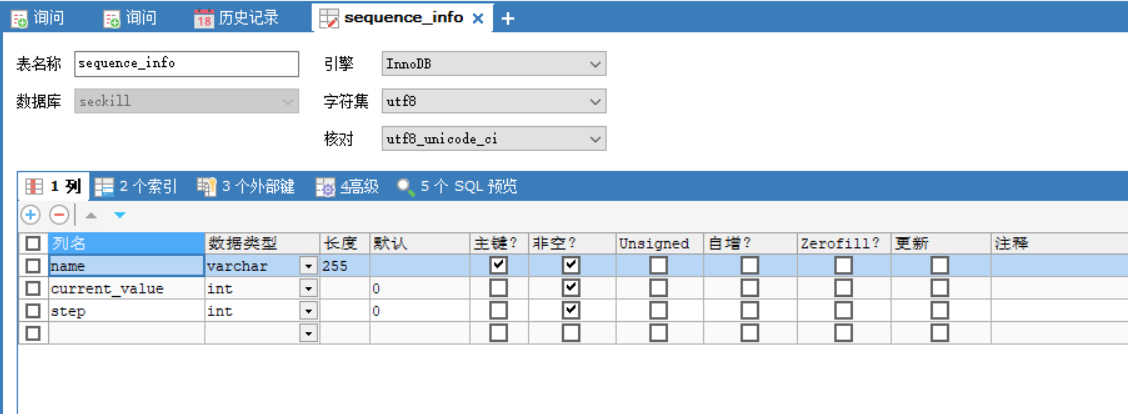 询问 询问 18 历史记录 sequence_info
表名称 sequence_info 引擎 InnoDB
数据库 seckill 字符集 utf8
核对 utf8_unicode_ci
1 列 2 个索引 3 个外部键 4高级 5 个 SQL 预览
列名 数据类型 长度 默认 主键? 非空? Unsigned 自增? Zerofill? 更新 注释
name varchar 255
current_value int 0
step int 0